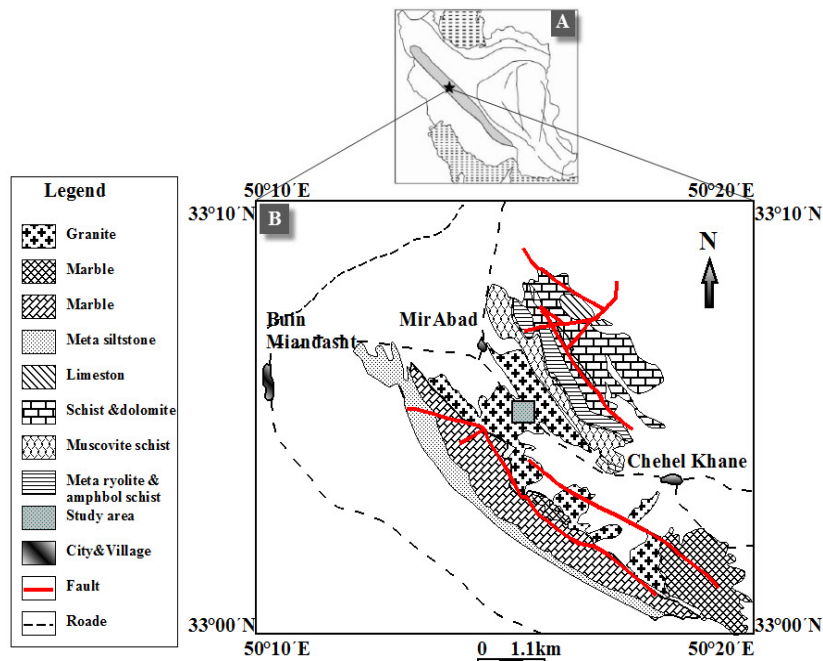 A
50°10´E
50°20´E
33°10´N
33°10´N
B
N
Legend
Granite
Marble
Marble
Meta siltstone
Limeston
Schist &dolomite
Muscovite schist
Meta ryolite &
amphbol schist
Study area
City&Village
Fault
Roade
Buin
Miandasht
Mir Abad
Chehel Khane
33°00´N
33°00´N
50°10´E
0 1.1km
50°20´E